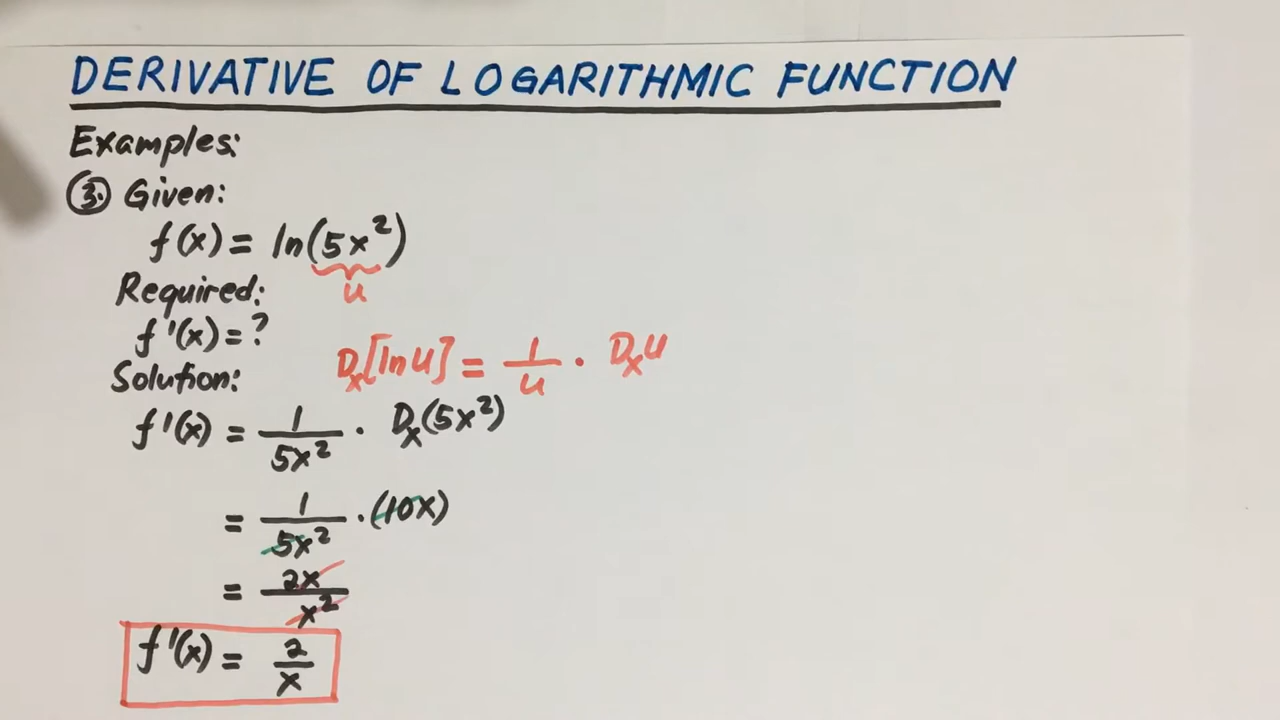 DERIVATIVE OF LOGARITHMIC FUNCTION
Examples:
③ Given:
f(x) = ln(5x²)
u
Required:
f'(x) = ?
Dₓ[ln u] = 1/u · Dₓu
Solution:
f'(x) = 1/5x² · Dₓ(5x²)
= 1/5x² · (10x)
= 2x/x²
f'(x) = 2/x